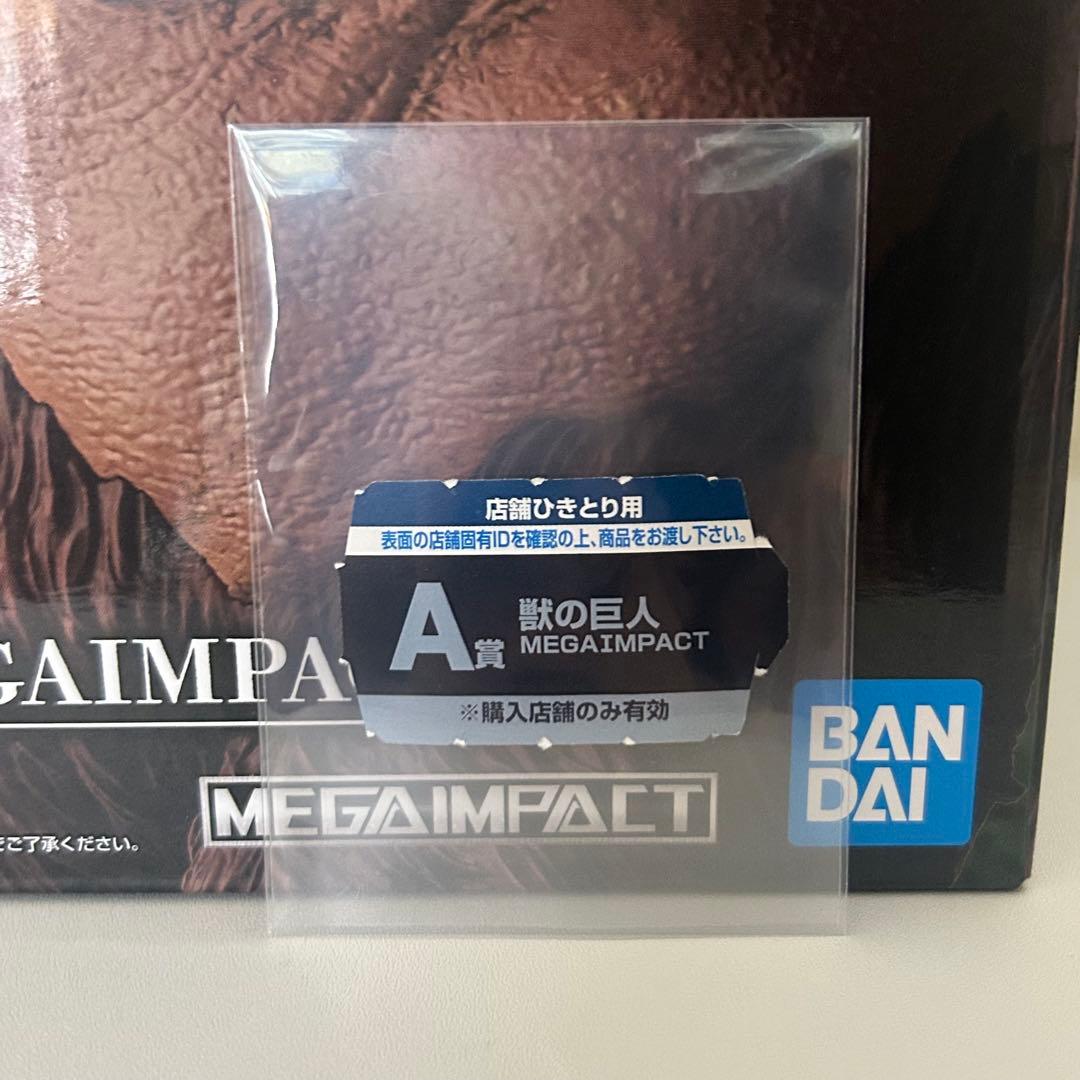 店舗ひきとり用
表面の店舗固有IDを確認の上、商品をお渡し下さい。
A賞
獣の巨人
MEGAIMPACT
※購入店舗のみ有効
GAIMPA
MEGAIMPACT
BAN
DAI
ご了承ください。